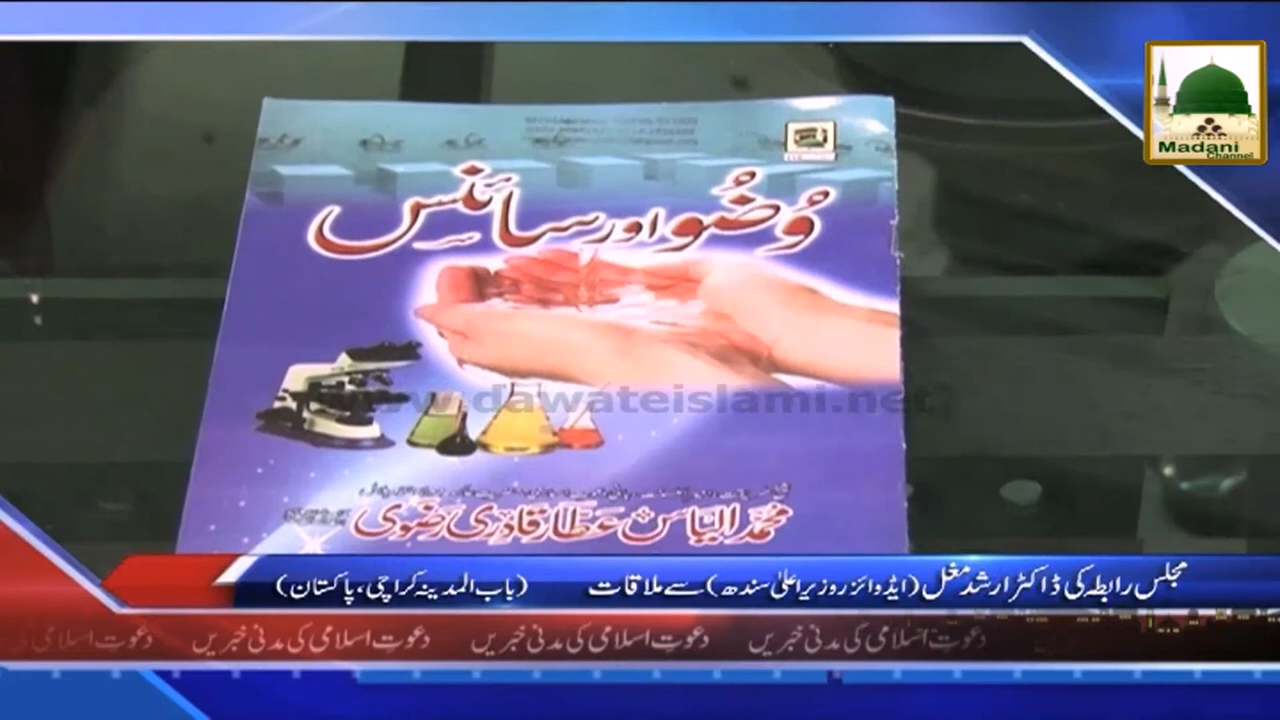 Madani
Channel
وُضُو اور سائنس
www.dawateislami.net
محمد الیاس عطار قادری رضوی
مجلس رابطہ کی ڈاکٹر ارشد مغل (ایڈوائزر وزیر اعلیٰ سندھ) سے ملاقات (باب المدینہ کراچی، پاکستان)
دعوتِ اسلامی کی مدنی خبریں دعوتِ اسلامی کی مدنی خبریں دعوتِ اسلامی کی مدنی خبریں دعوتِ اسلامی